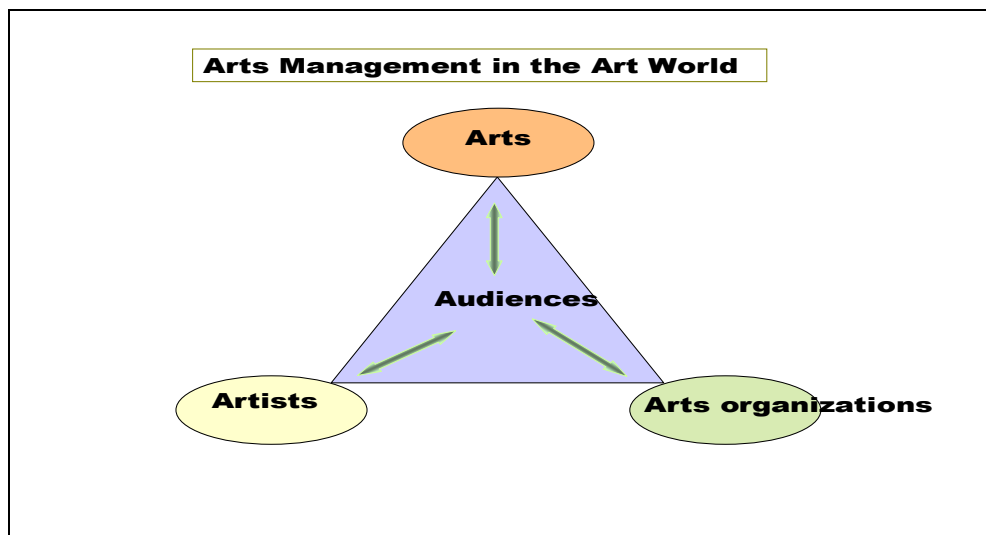 Arts Management in the Art World
Arts
Audiences
Artists
Arts organizations